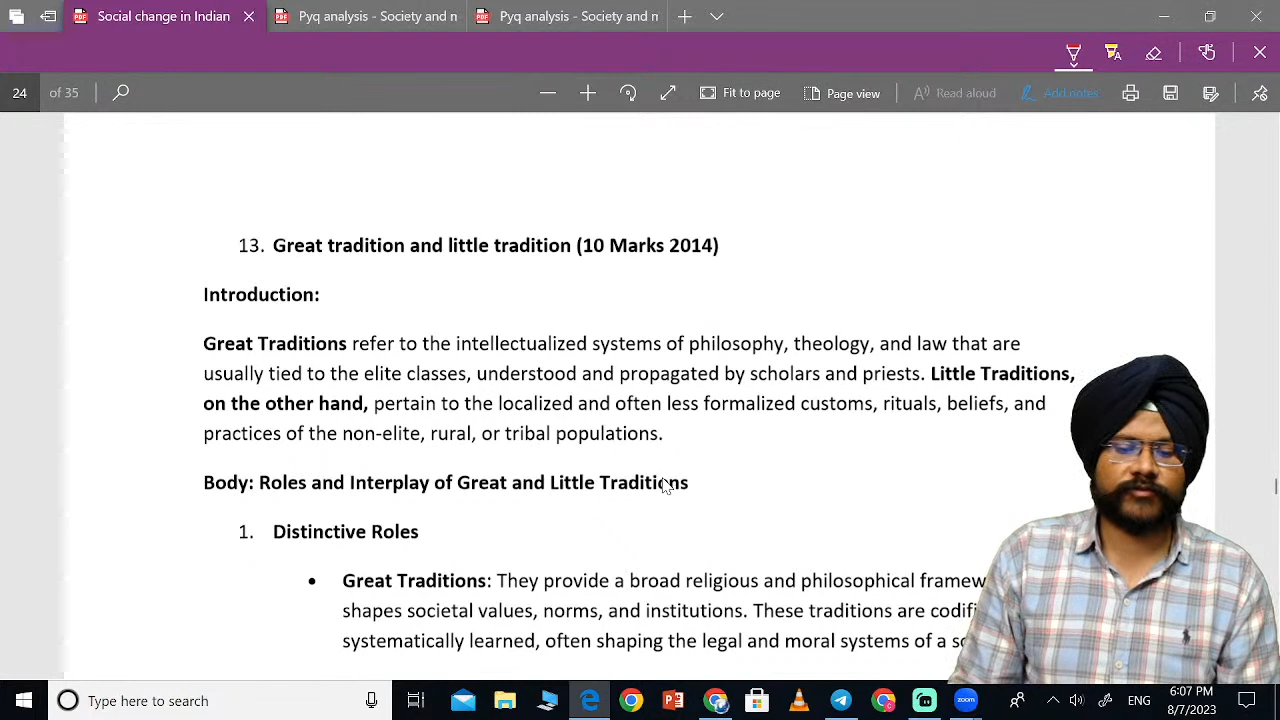 Social change in Indian
Pyq analysis - Society and n
Pyq analysis - Society and n
24 of 35
Fit to page
Page view
Read aloud
Add notes
13. Great tradition and little tradition (10 Marks 2014)
Introduction:
Great Traditions refer to the intellectualized systems of philosophy, theology, and law that are
usually tied to the elite classes, understood and propagated by scholars and priests. Little Traditions,
on the other hand, pertain to the localized and often less formalized customs, rituals, beliefs, and
practices of the non-elite, rural, or tribal populations.
Body: Roles and Interplay of Great and Little Traditions
1. Distinctive Roles
• Great Traditions: They provide a broad religious and philosophical framew
shapes societal values, norms, and institutions. These traditions are codifi
systematically learned, often shaping the legal and moral systems of a
Type here to search
zoom
ENG
6:07 PM
8/7/2023